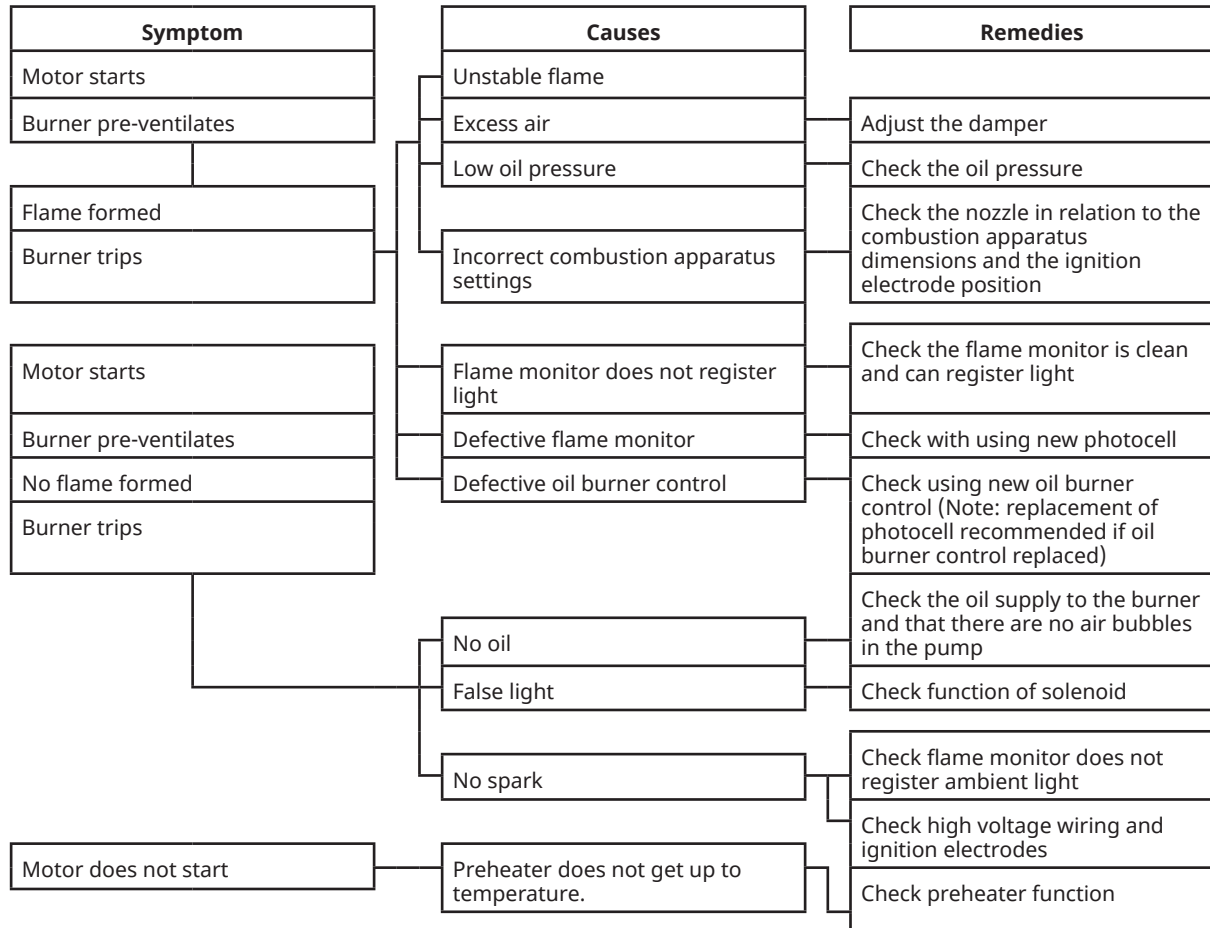 Symptom
Causes
Remedies
Motor starts
Unstable flame
Burner pre-ventilates
Excess air
Adjust the damper
Low oil pressure
Check the oil pressure
Flame formed
Burner trips
Incorrect combustion apparatus
settings
Check the nozzle in relation to the
combustion apparatus
dimensions and the ignition
electrode position
Motor starts
Flame monitor does not register
light
Check the flame monitor is clean
and can register light
Burner pre-ventilates
Defective flame monitor
Check with using new photocell
No flame formed
Defective oil burner control
Check using new oil burner
control (Note: replacement of
photocell recommended if oil
burner control replaced)
Burner trips
No oil
Check the oil supply to the burner
and that there are no air bubbles
in the pump
False light
Check function of solenoid
No spark
Check flame monitor does not
register ambient light
Check high voltage wiring and
ignition electrodes
Motor does not start
Preheater does not get up to
temperature.
Check preheater function